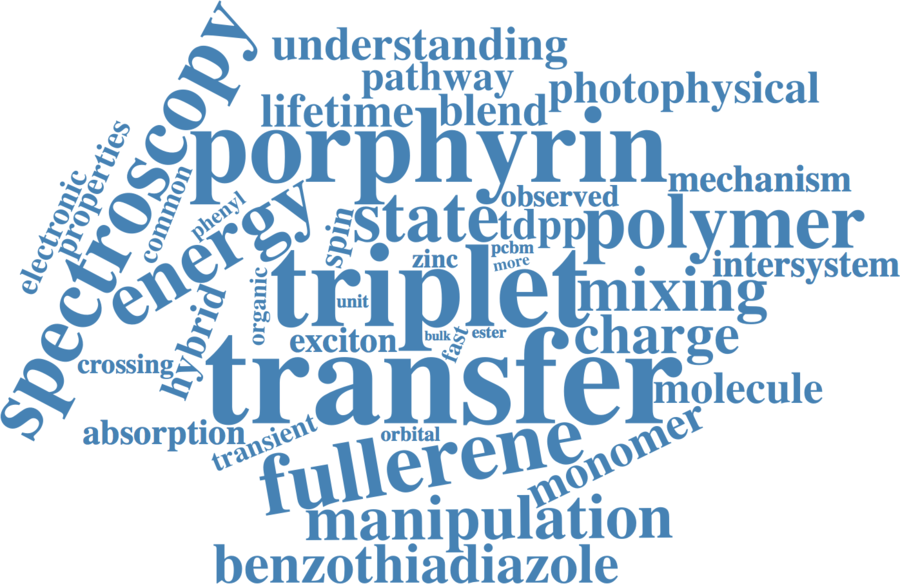 understanding
spectroscopy
pathway
photophysical
lifetime
blend
porphyrin
electronic
properties
common
mechanism
phenyl
observed
energy
spin
state
tdpp
polymer
pcbm
more
zinc
intersystem
organic
triplet
unit
mixing
hybrid
exciton
bulk
fast
ester
charge
crossing
transfer
molecule
absorption
transient
orbital
fullerene
monomer
manipulation
benzothiadiazole